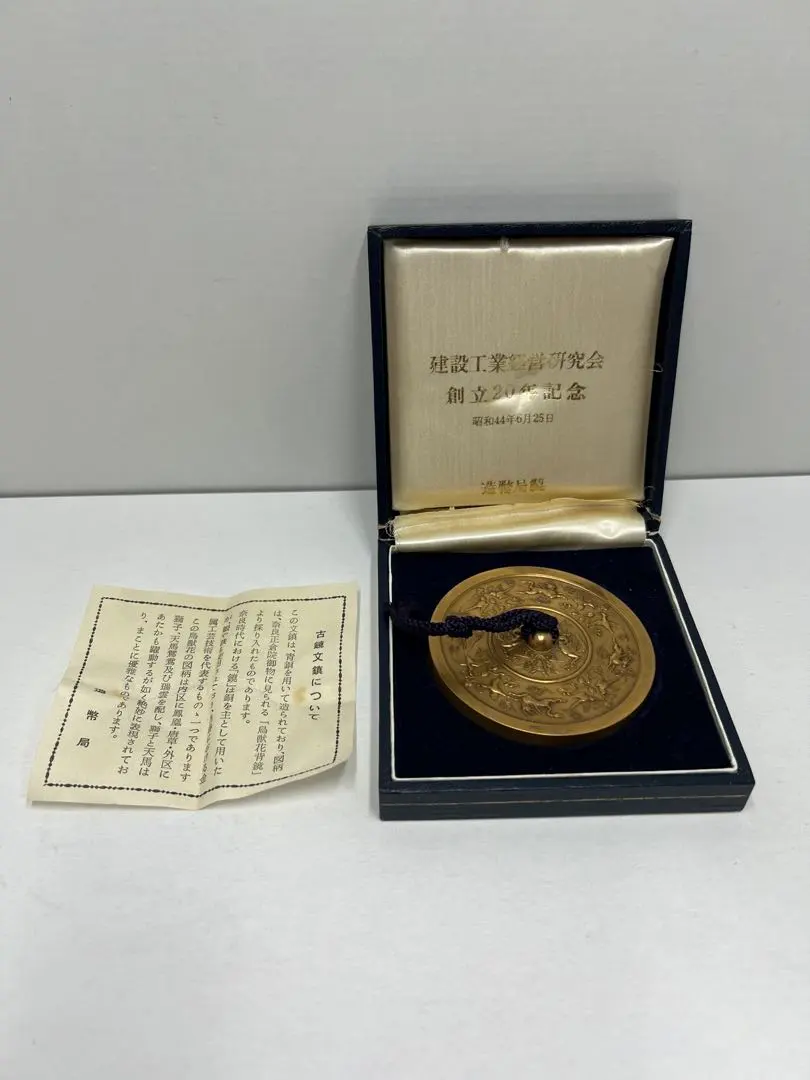 建設工業経営研究会
創立20年記念
昭和44年6月25日
造幣局製
古鏡文鎮について
この文鎮は、青銅を用いて造られており、図柄
は、奈良正倉院御物に見られる「鳥獣花背鏡」
より採り入れたものであります。
奈良時代における「鏡」は銅を主として用いた
属工芸技術を代表するものゝ一つであります
この鳥獣花の図柄は内区に鳳凰・唐草・外区に
獅子、天馬鴛鴦及び瑞雲を配し、獅子と天馬は
あたかも躍動するが如く絶妙に表現されてお
り、まことに優雅なものであります。
造幣局